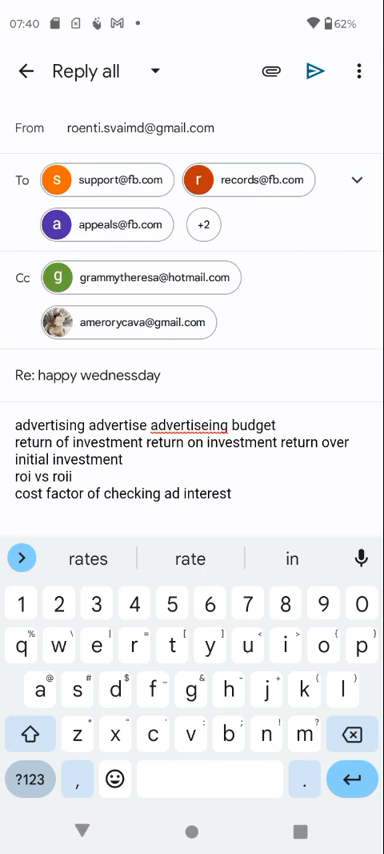 07:40 62%
Reply all
From roenti.svaimd@gmail.com
To s support@fb.com r records@fb.com
a appeals@fb.com +2
Cc g grammytheresa@hotmail.com
amerorycava@gmail.com
Re: happy wednessday
advertising advertise advertiseing budget
return of investment return on investment return over
initial investment
roi vs roii
cost factor of checking ad interest
rates rate in
1 2 3 4 5 6 7 8 9 0
q% w\ e| r= t[ y] u< i> o{ p}
a@ s# d$ f_ g& h- j+ k( l)
z* x" c' v: b; n! m?
?123 , .